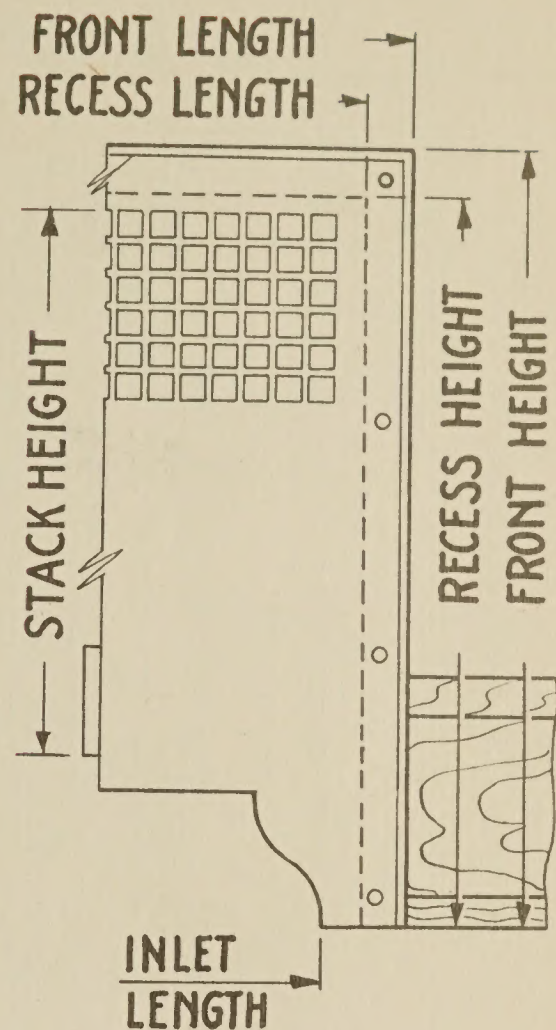 FRONT LENGTH
RECESS LENGTH
STACK HEIGHT
RECESS HEIGHT
FRONT HEIGHT
INLET
LENGTH